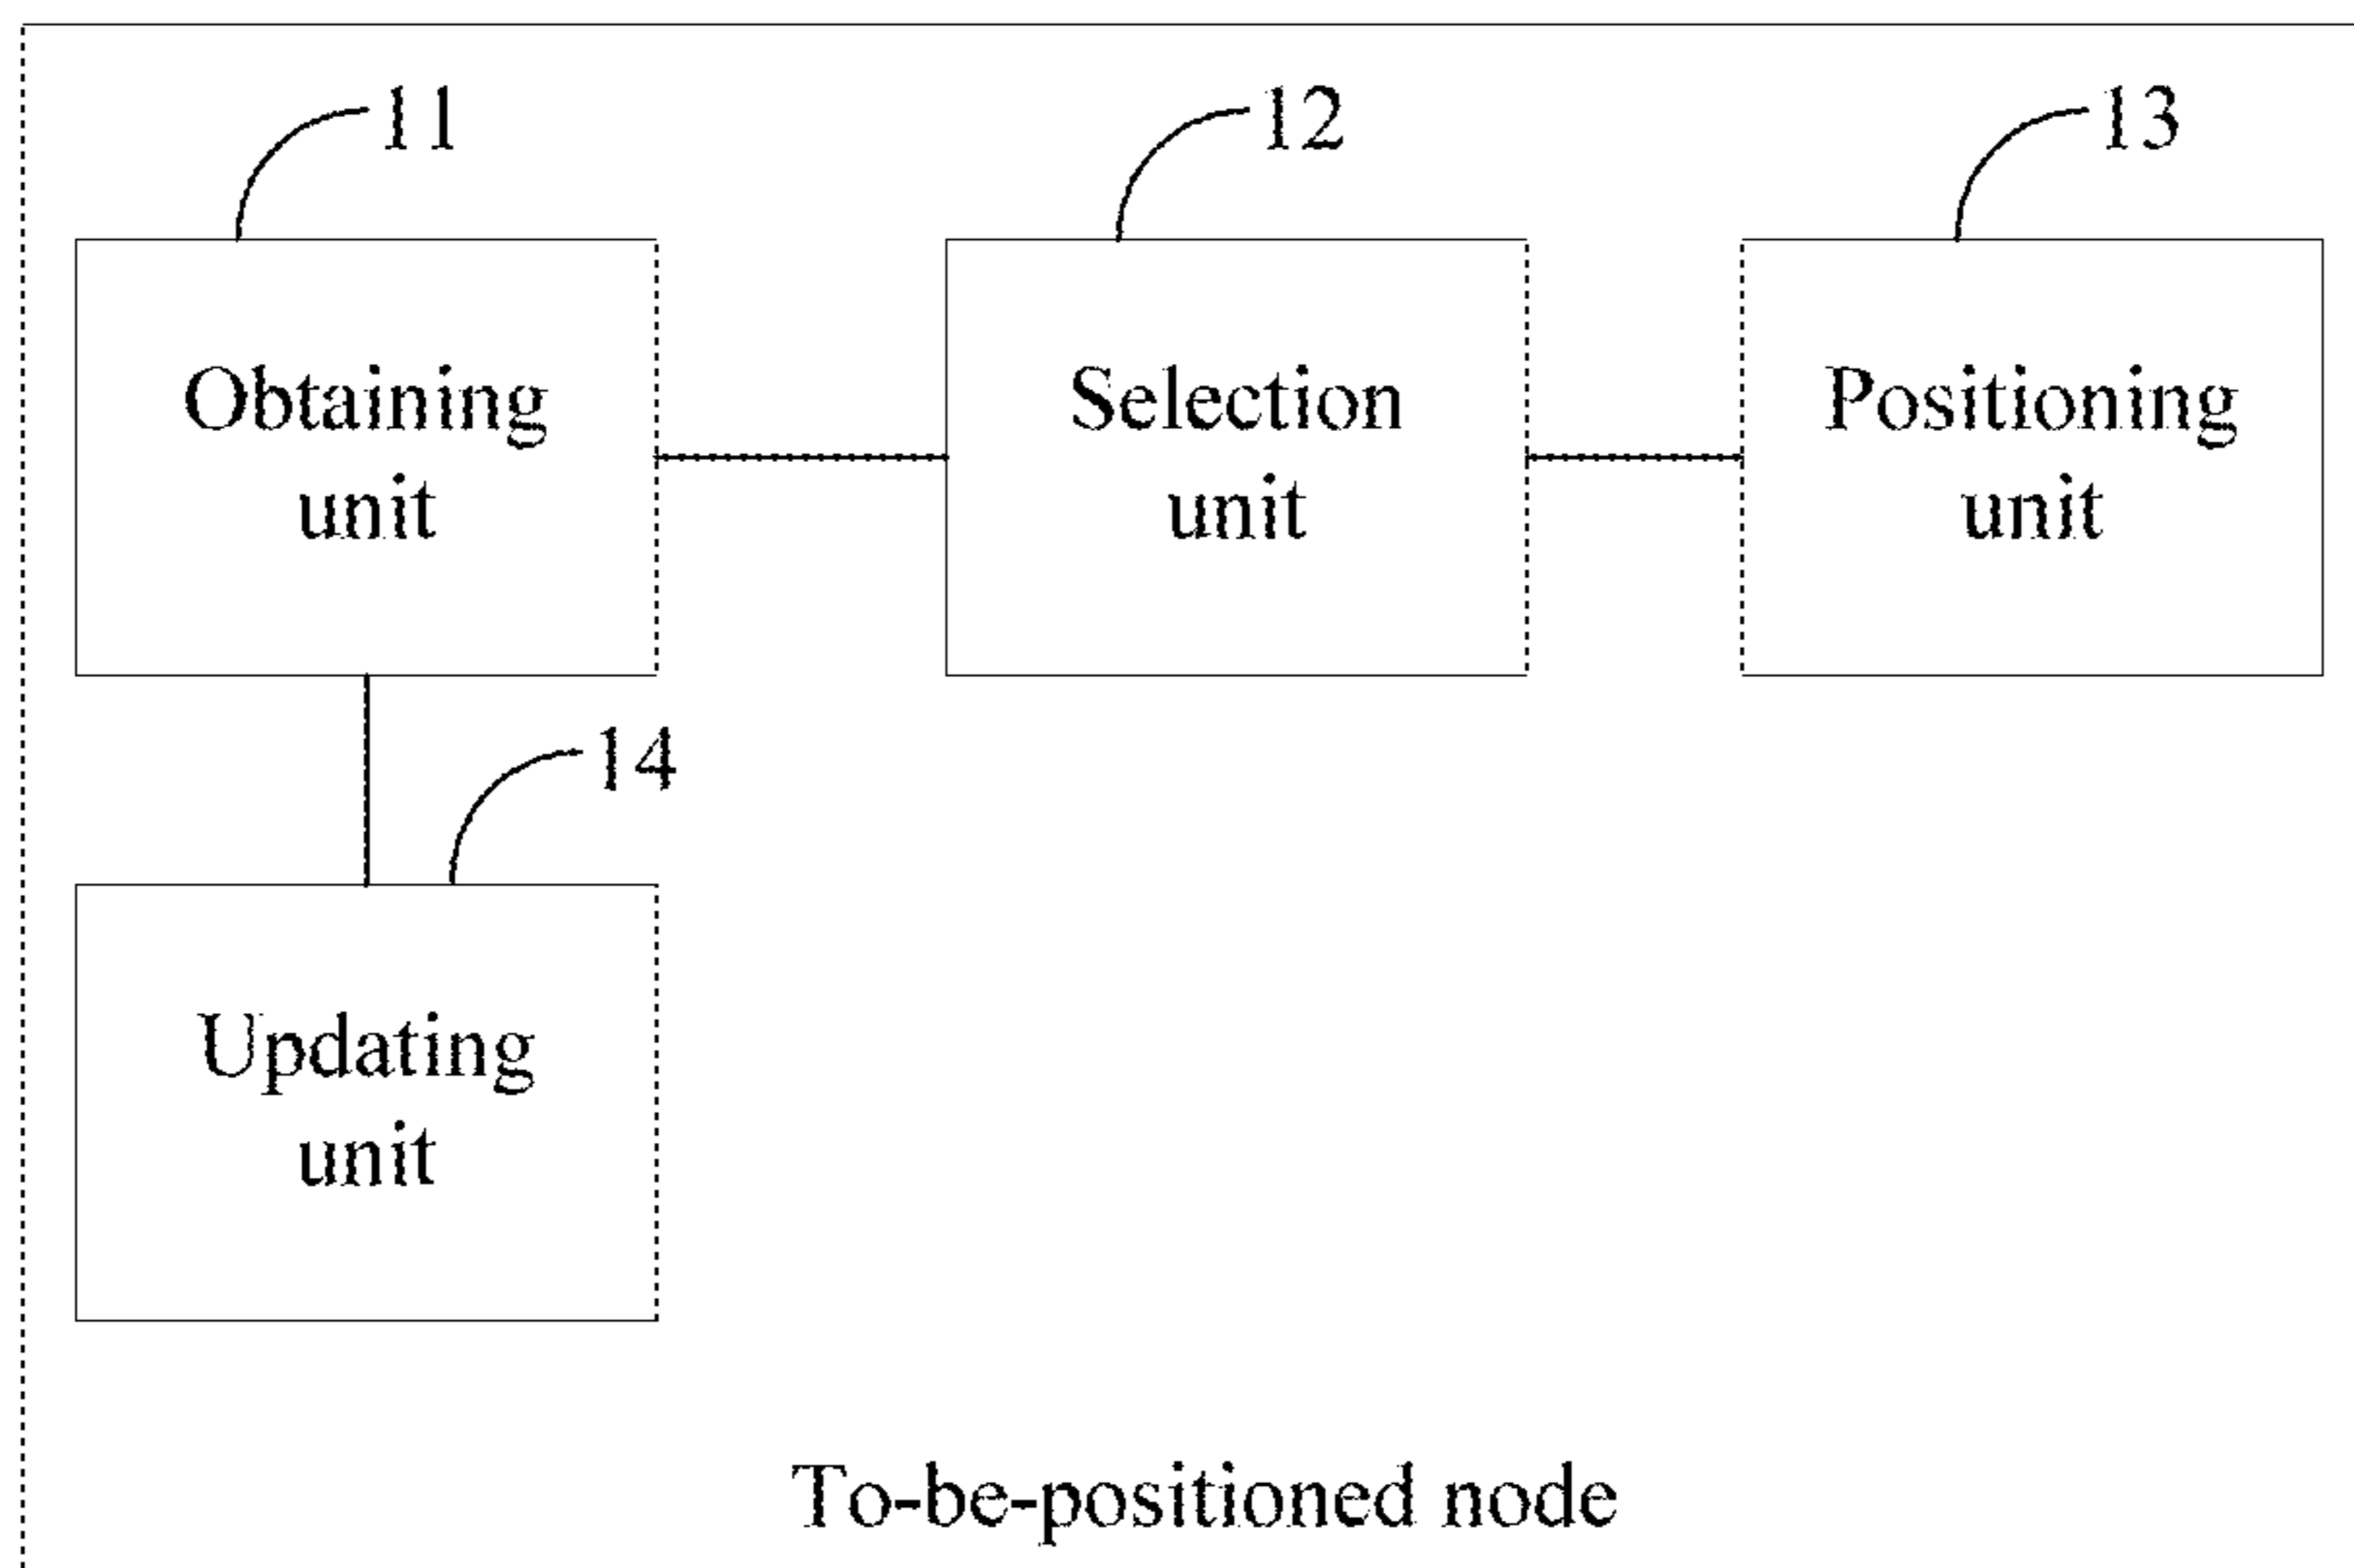 11
12
13
Obtaining
unit
Selection
unit
Positioning
unit
14
Updating
unit
To-be-positioned node